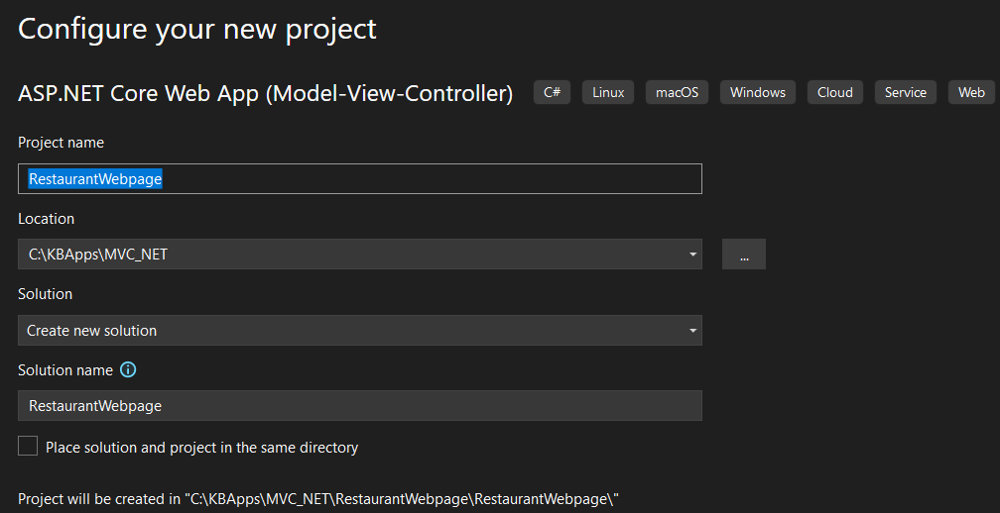 Configure your new project
ASP.NET Core Web App (Model-View-Controller) C# Linux macOS Windows Cloud Service Web
Project name
RestaurantWebpage
Location
C:\KBApps\MVC_NET
...
Solution
Create new solution
Solution name
RestaurantWebpage
Place solution and project in the same directory
Project will be created in "C:\KBApps\MVC_NET\RestaurantWebpage\RestaurantWebpage\"